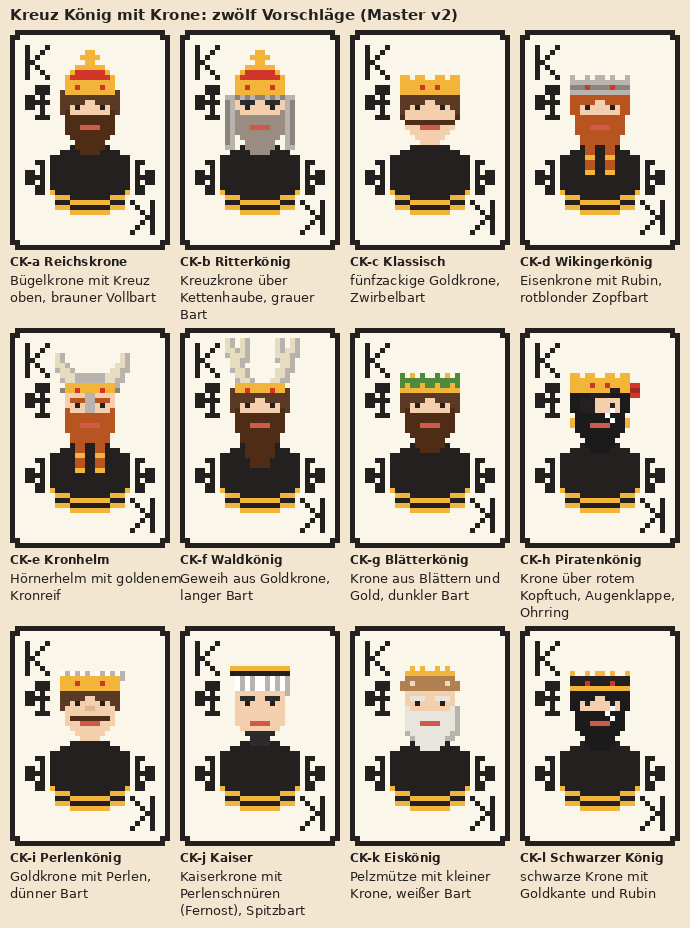 Kreuz König mit Krone: zwölf Vorschläge (Master v2)
K K K K
K K K K
CK-a Reichskrone CK-b Ritterkönig CK-c Klassisch CK-d Wikingerkönig
Bügelkrone mit Kreuz Kreuzkrone über fünfzackige Goldkrone, Eisenkrone mit Rubin,
oben, brauner Vollbart Kettenhaube, grauer Zwirbelbart rotblonder Zopfbart
Bart
K K K K
K K K K
CK-e Kronhelm CK-f Waldkönig CK-g Blätterkönig CK-h Piratenkönig
Hörnerhelm mit goldenem Geweih aus Goldkrone, Krone aus Blättern und Krone über rotem
Kronreif langer Bart Gold, dunkler Bart Kopftuch, Augenklappe,
Ohrring
K K K K
K K K K
CK-i Perlenkönig CK-j Kaiser CK-k Eiskönig CK-l Schwarzer König
Goldkrone mit Perlen, Kaiserkrone mit Pelzmütze mit kleiner schwarze Krone mit
dünner Bart Perlenschnüren Krone, weißer Bart Goldkante und Rubin
(Fernost), Spitzbart